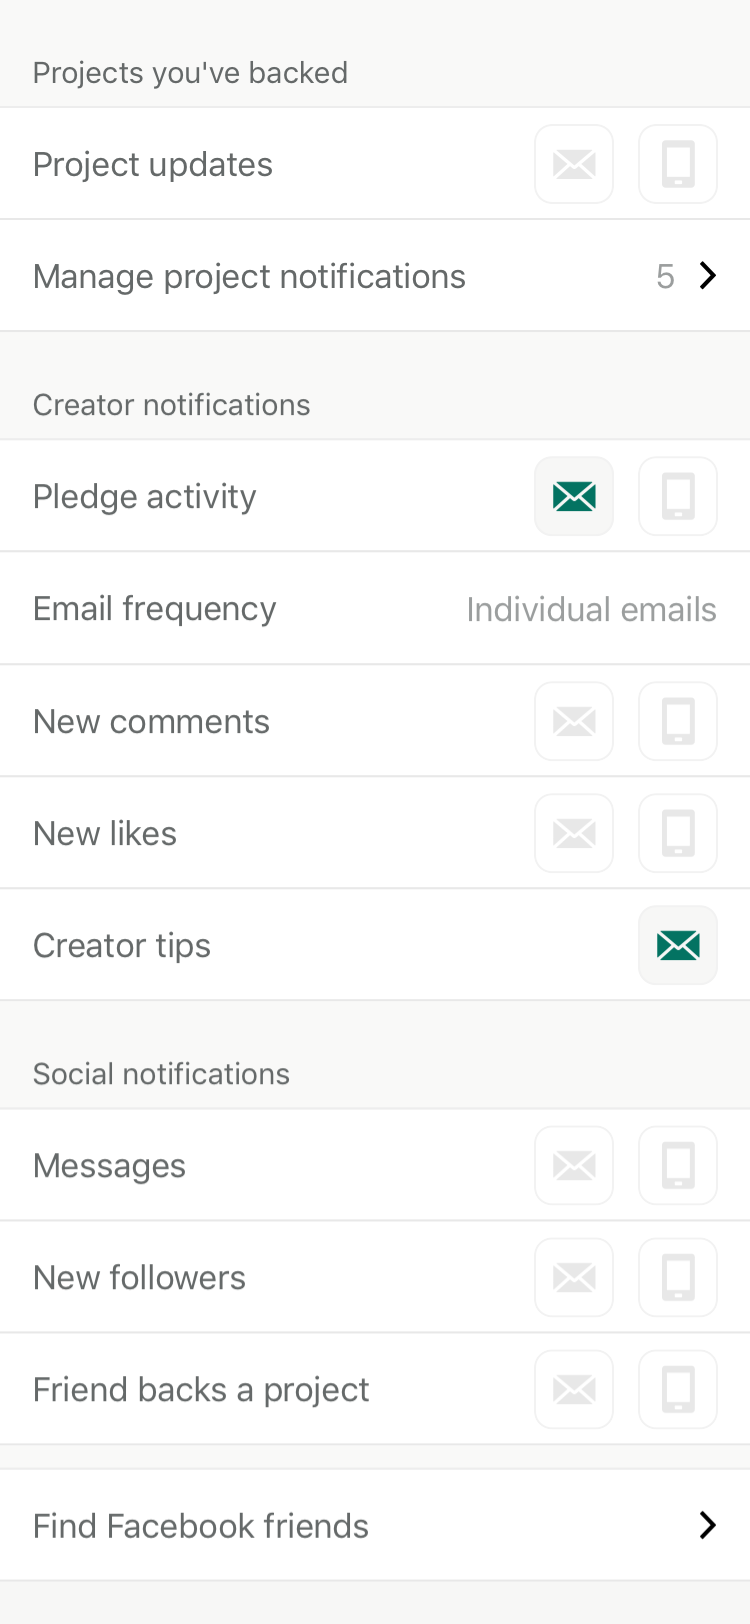 Projects you've backed
Project updates
Manage project notifications 5
Creator notifications
Pledge activity
Email frequency Individual emails
New comments
New likes
Creator tips
Social notifications
Messages
New followers
Friend backs a project
Find Facebook friends